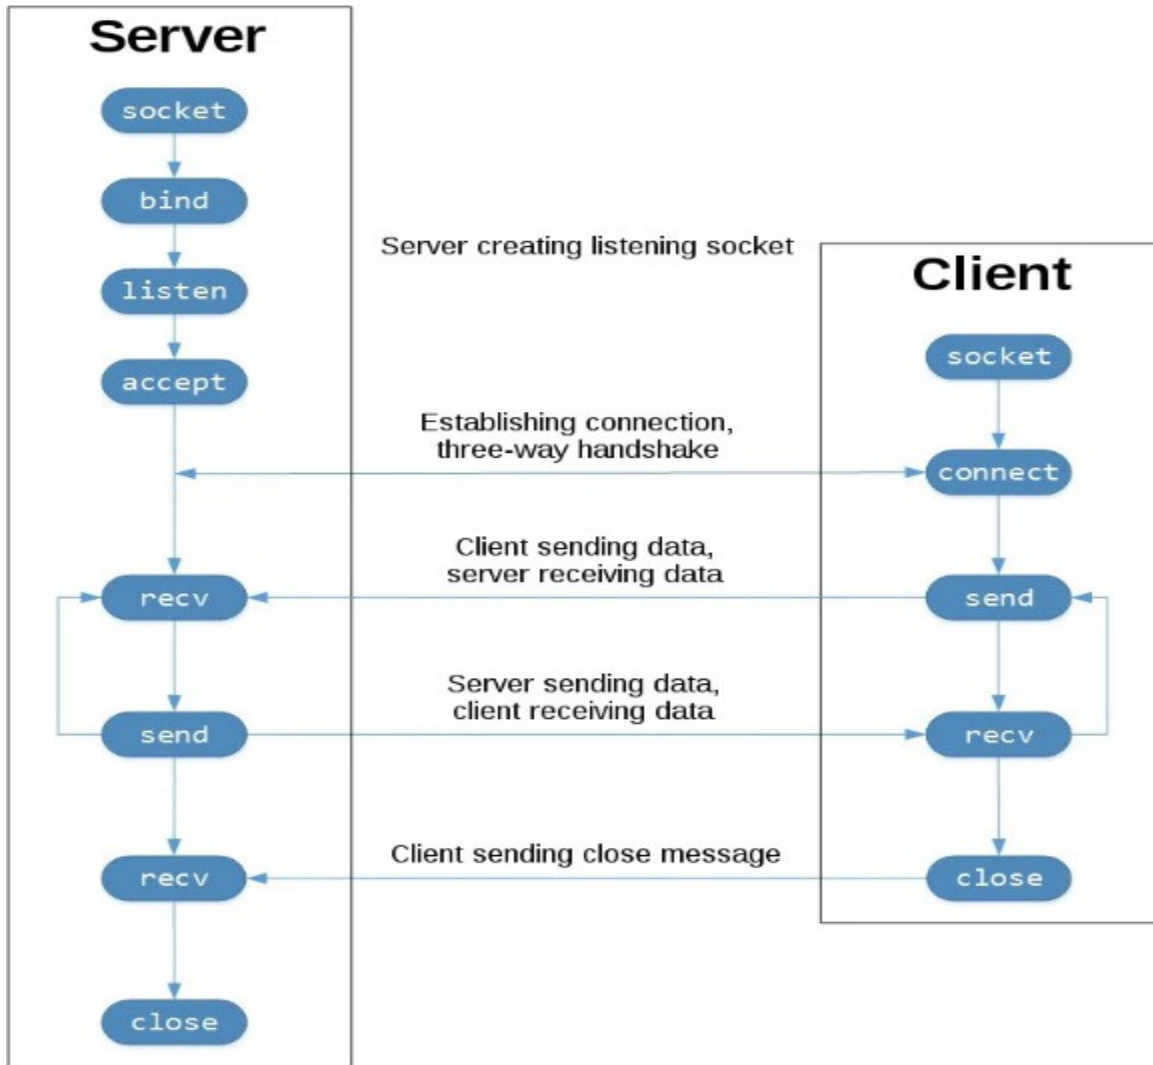 Server
socket
bind
listen
accept
recv
send
recv
close
Server creating listening socket
Establishing connection,
three-way handshake
Client sending data,
server receiving data
Server sending data,
client receiving data
Client sending close message
Client
socket
connect
send
recv
close